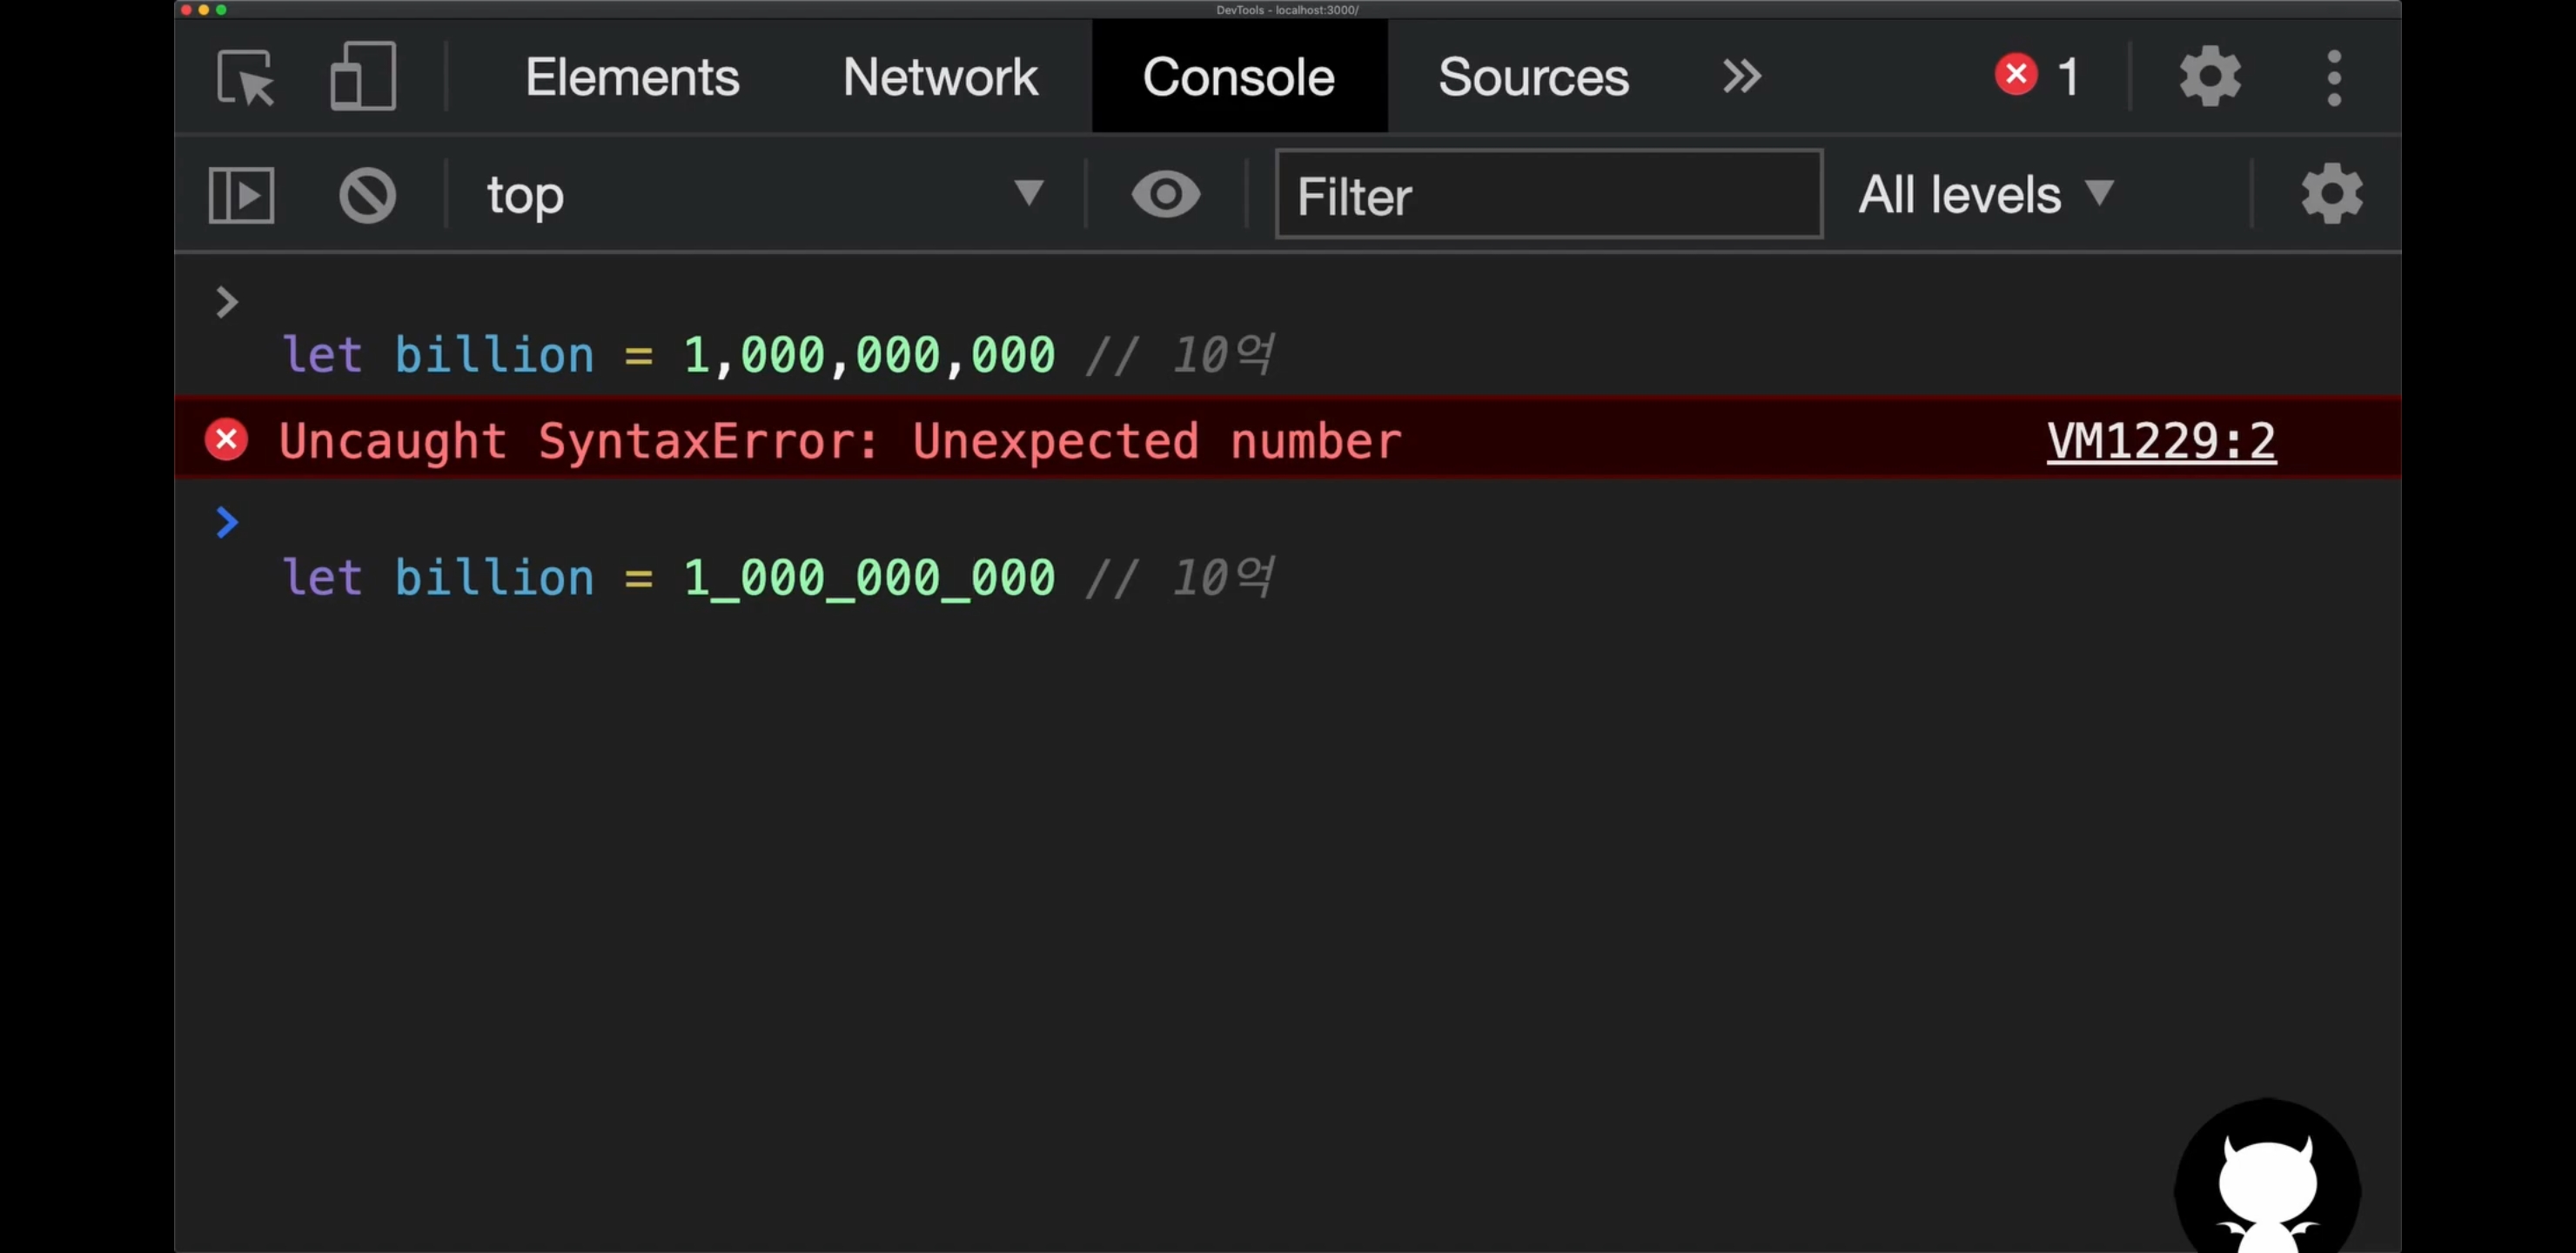 DevTools - localhost:3000/
Elements Network Console Sources » 1
top Filter All levels
>
let billion = 1,000,000,000 // 10억
Uncaught SyntaxError: Unexpected number VM1229:2
>
let billion = 1_000_000_000 // 10억